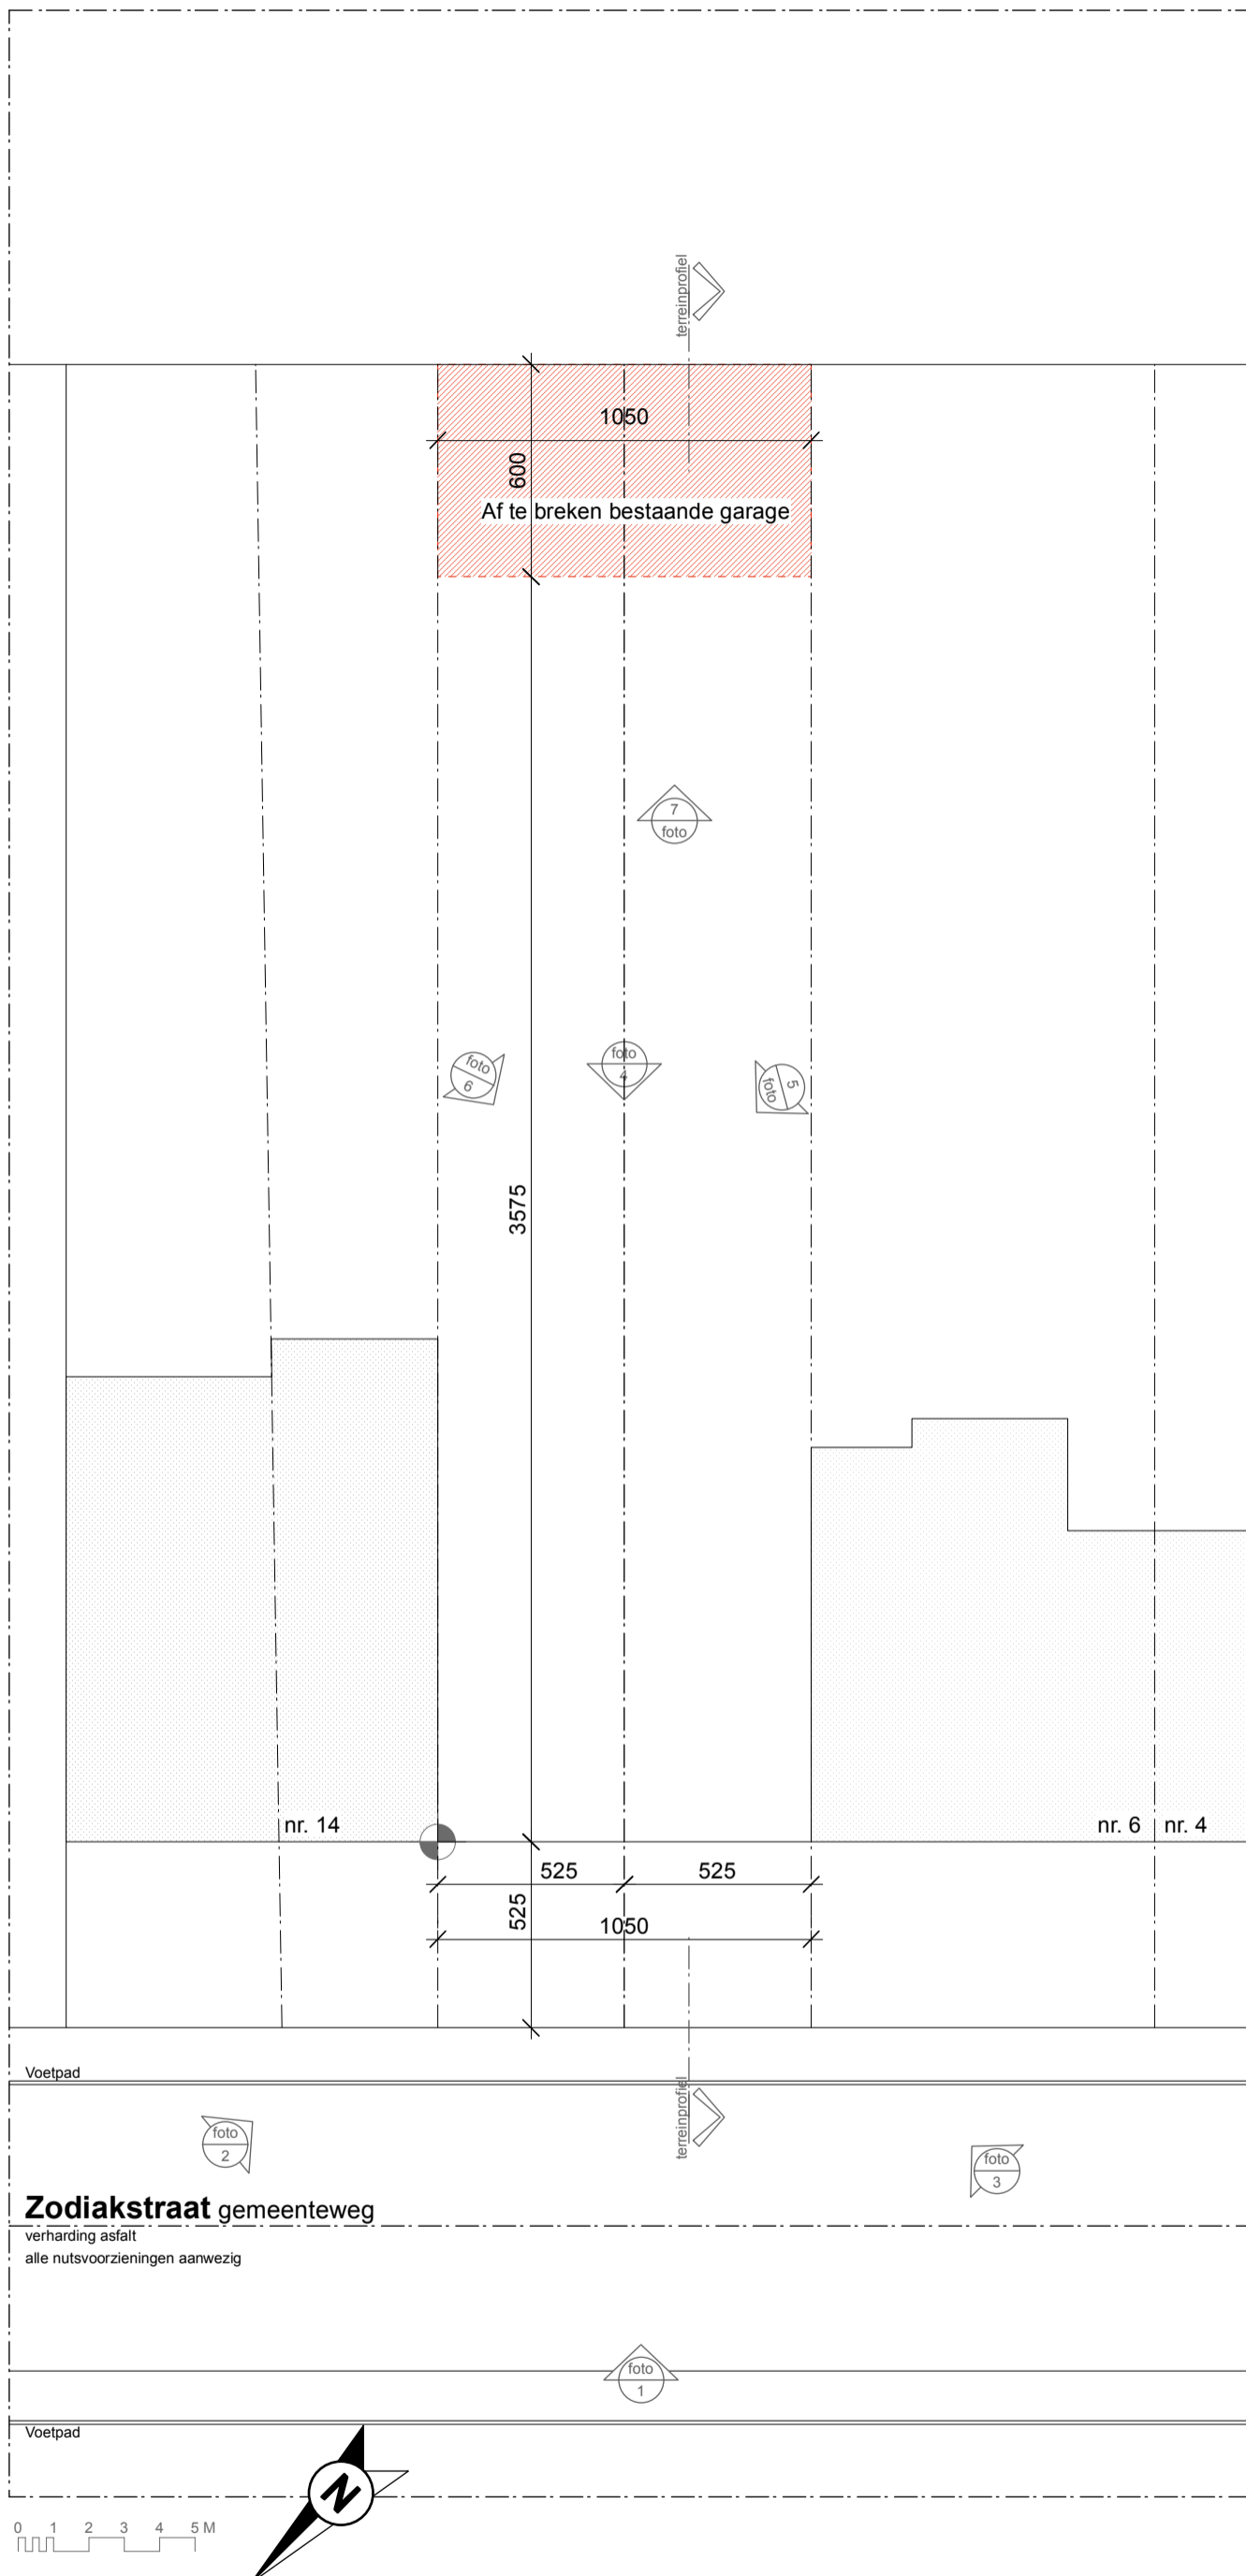 terreinprofiel
1050
600
Af te breken bestaande garage
7
foto
foto
6
foto
4
5
foto
3575
nr. 14
nr. 6
nr. 4
525
525
525
1050
Voetpad
terreinprofiel
foto
2
foto
3
Zodiakstraat gemeenteweg
verharding asfalt
alle nutsvoorzieningen aanwezig
foto
1
Voetpad
N
0 1 2 3 4 5 M